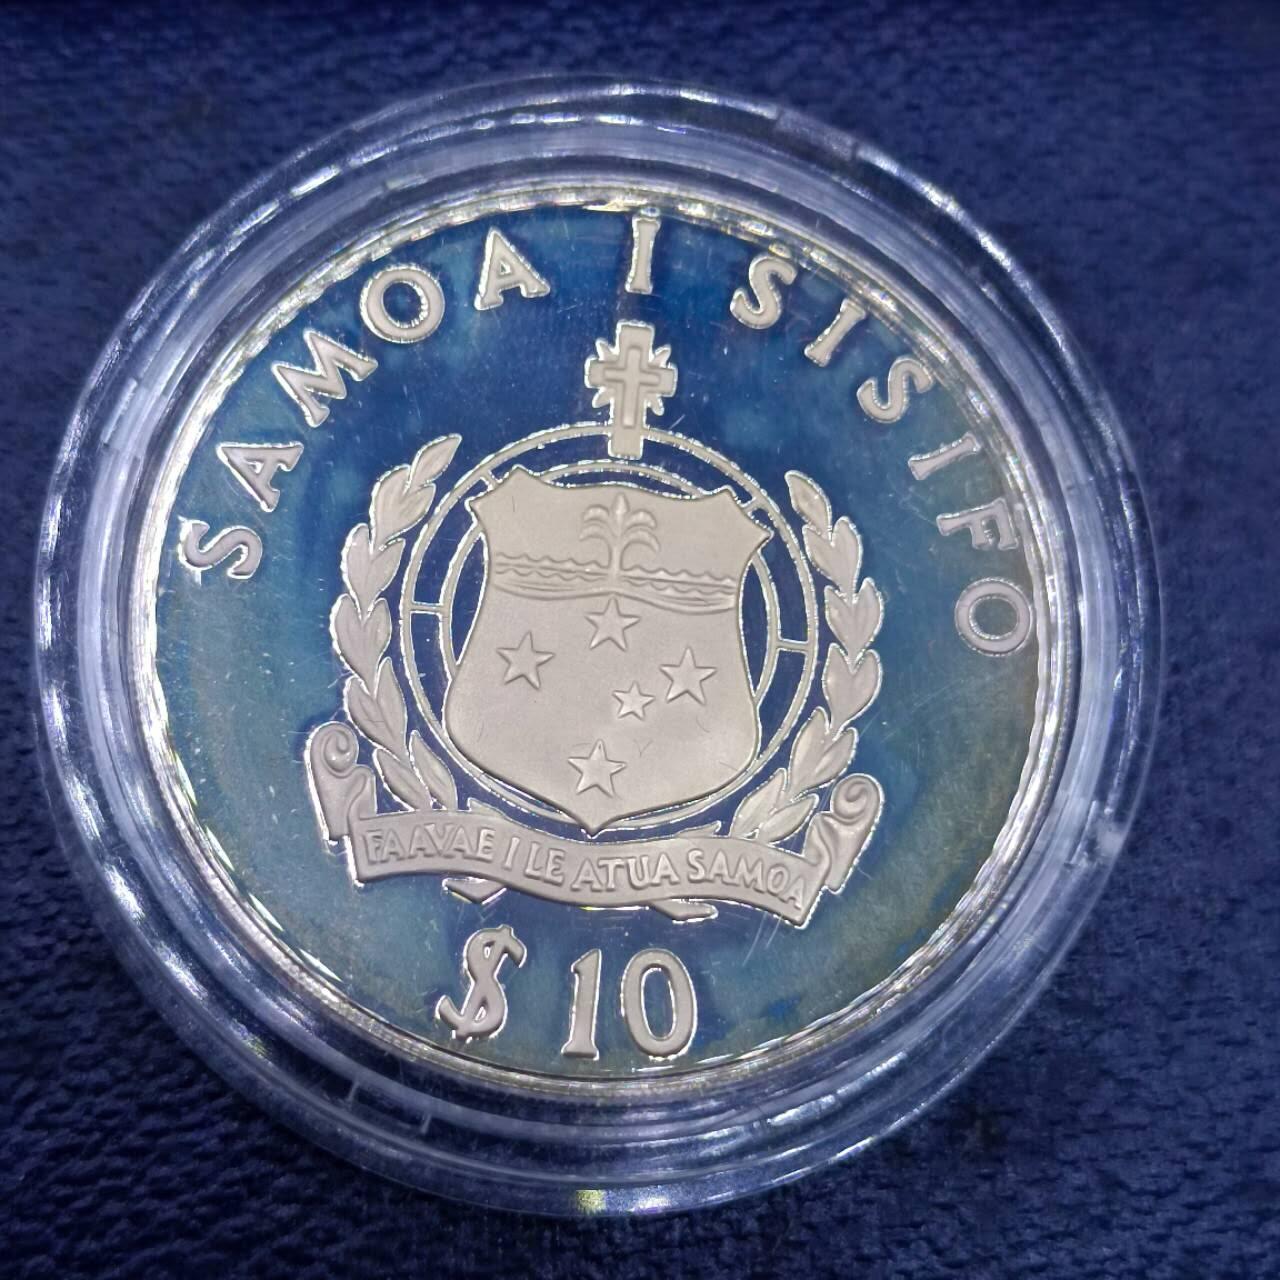 SAMOA I SISIFO
FAAVAE I LE ATUA SAMOA
$10